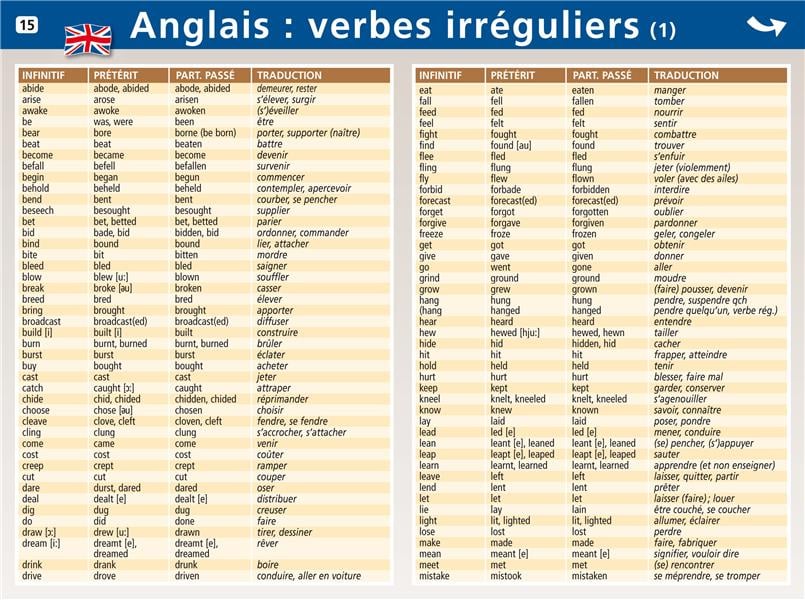 15
Anglais : verbes irréguliers (1)
INFINITIF PRÉTÉRIT PART. PASSÉ TRADUCTION
abide abode, abided abode, abided demeurer, rester
arise arose arisen s'élever, surgir
awake awoke awoken (s')éveiller
be was, were been être
bear bore borne (be born) porter, supporter (naître)
beat beat beaten battre
become became become devenir
befall befell befallen survenir
begin began begun commencer
behold beheld beheld contempler, apercevoir
bend bent bent courber, se pencher
beseech besought besought supplier
bet bet, betted bet, betted parier
bid bade, bid bidden, bid ordonner, commander
bind bound bound lier, attacher
bite bit bitten mordre
bleed bled bled saigner
blow blew [u:] blown souffler
break broke [əu] broken casser
breed bred bred élever
bring brought brought apporter
broadcast broadcast(ed) broadcast(ed) diffuser
build [i] built [i] built construire
burn burnt, burned burnt, burned brûler
burst burst burst éclater
buy bought bought acheter
cast cast cast jeter
catch caught [ɔ:] caught attraper
chide chid, chided chidden, chided réprimander
choose chose [əu] chosen choisir
cleave clove, cleft cloven, cleft fendre, se fendre
cling clung clung s'accrocher, s'attacher
come came come venir
cost cost cost coûter
creep crept crept ramper
cut cut cut couper
dare durst, dared dared oser
deal dealt [e] dealt [e] distribuer
dig dug dug creuser
do did done faire
draw [ɔ:] drew [u:] drawn tirer, dessiner
dream [i:] dreamt [e], dreamt [e], rêver
dreamed dreamed
drink drank drunk boire
drive drove driven conduire, aller en voiture
INFINITIF PRÉTÉRIT PART. PASSÉ TRADUCTION
eat ate eaten manger
fall fell fallen tomber
feed fed fed nourrir
feel felt felt sentir
fight fought fought combattre
find found [au] found trouver
flee fled fled s'enfuir
fling flung flung jeter (violemment)
fly flew flown voler (avec des ailes)
forbid forbade forbidden interdire
forecast forecast(ed) forecast(ed) prévoir
forget forgot forgotten oublier
forgive forgave forgiven pardonner
freeze froze frozen geler, congeler
get got got obtenir
give gave given donner
go went gone aller
grind ground ground moudre
grow grew grown (faire) pousser, devenir
hang hung hung pendre, suspendre qch
(hang hanged hanged pendre quelqu'un, verbe rég.)
hear heard heard entendre
hew hewed [hju:] hewed, hewn tailler
hide hid hidden, hid cacher
hit hit hit frapper, atteindre
hold held held tenir
hurt hurt hurt blesser, faire mal
keep kept kept garder, conserver
kneel knelt, kneeled knelt, kneeled s'agenouiller
know knew known savoir, connaître
lay laid laid poser, pondre
lead led [e] led [e] mener, conduire
lean leant [e], leaned leant [e], leaned (se) pencher, (s')appuyer
leap leapt [e], leaped leapt [e], leaped sauter
learn learnt, learned learnt, learned apprendre (et non enseigner)
leave left left laisser, quitter, partir
lend lent lent prêter
let let let laisser (faire) ; louer
lie lay lain être couché, se coucher
light lit, lighted lit, lighted allumer, éclairer
lose lost lost perdre
make made made faire, fabriquer
mean meant [e] meant [e] signifier, vouloir dire
meet met met (se) rencontrer
mistake mistook mistaken se méprendre, se tromper